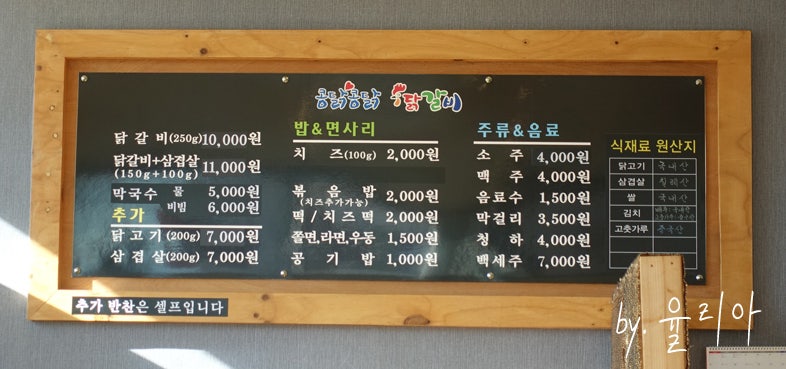 콩닭콩닭 닭갈비
닭갈비(250g) 10,000원
닭갈비+삼겹살
(150g+100g) 11,000원
막국수 물 5,000원
비빔 6,000원
추가
닭고기(200g) 7,000원
삼겹살(200g) 7,000원
밥&면사리
치즈(100g) 2,000원
볶음밥 2,000원
(치즈추가가능)
떡/치즈떡 2,000원
쫄면,라면,우동 1,500원
공기밥 1,000원
주류&음료
소주 4,000원
맥주 4,000원
음료수 1,500원
막걸리 3,500원
청하 4,000원
백세주 7,000원
식재료 원산지
닭고기 국내산
삼겹살 칠레산
쌀 국내산
김치
고춧가루 중국산
추가 반찬은 셀프입니다
by. 율리아